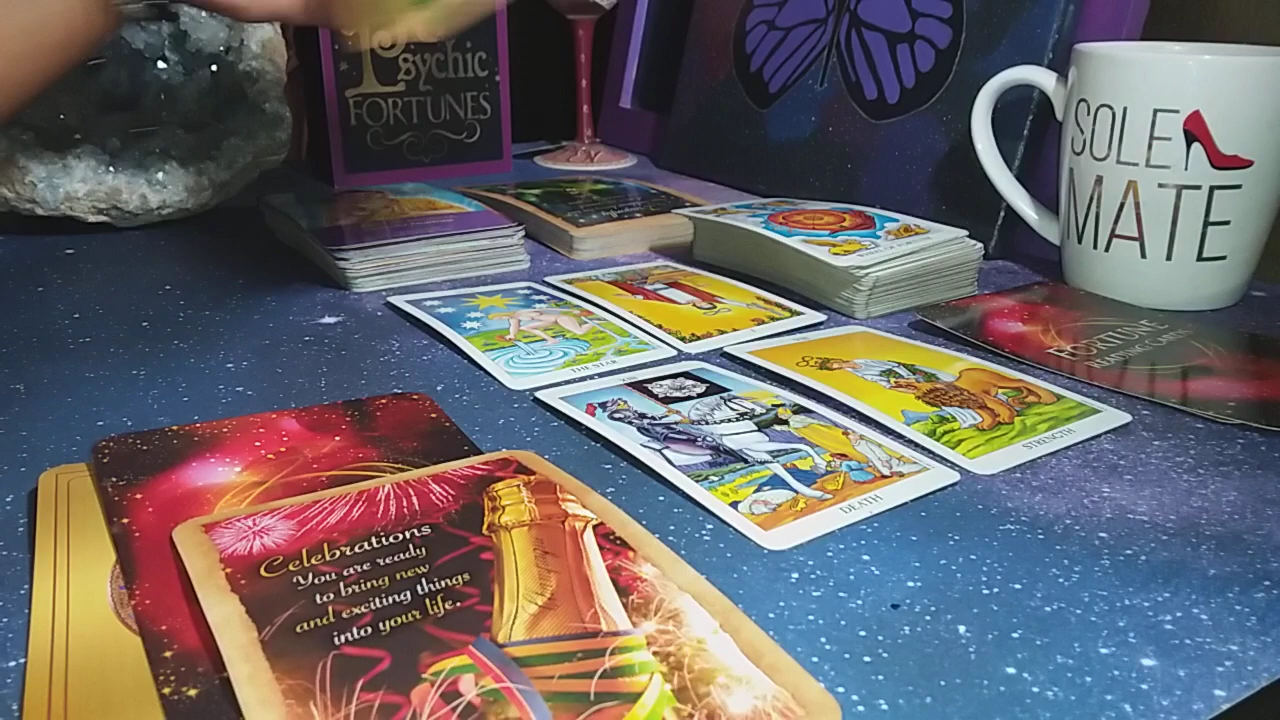 Psychic
FORTUNES
SOLE
MATE
FORTUNE
READING CARDS
THE STAR
STRENGTH
DEATH
Celebrations
You are ready
to bring new
and exciting things
into your life.